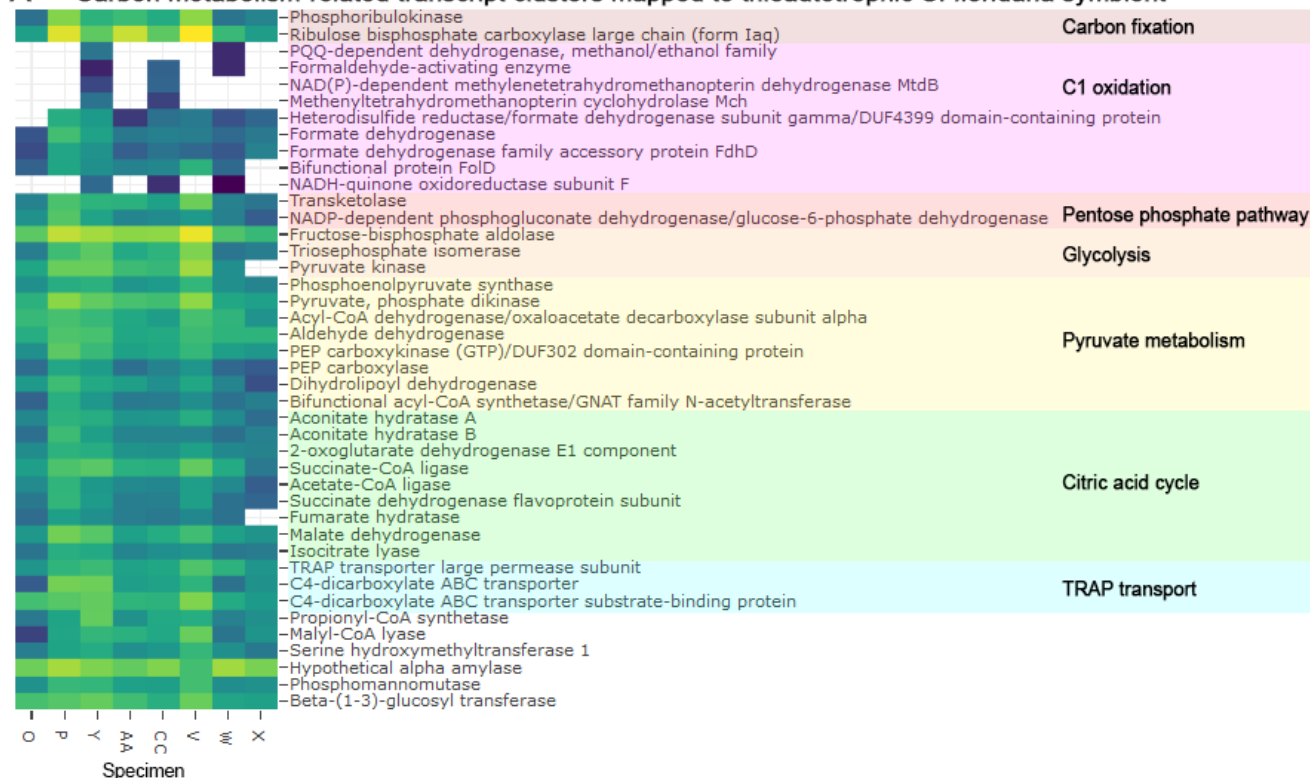 Phosphoribulokinase
Ribulose bisphosphate carboxylase large chain (form Iaq)
Carbon fixation
PQQ-dependent dehydrogenase, methanol/ethanol family
Formaldehyde-activating enzyme
NAD(P)-dependent methylenetetrahydromethanopterin dehydrogenase MtdB
Methenyltetrahydromethanopterin cyclohydrolase Mch
C1 oxidation
Heterodisulfide reductase/formate dehydrogenase subunit gamma/DUF4399 domain-containing protein
Formate dehydrogenase
Formate dehydrogenase family accessory protein FdhD
Bifunctional protein FolD
NADH-quinone oxidoreductase subunit F
Transketolase
NADP-dependent phosphogluconate dehydrogenase/glucose-6-phosphate dehydrogenase
Pentose phosphate pathway
Fructose-bisphosphate aldolase
Triosephosphate isomerase
Glycolysis
Pyruvate kinase
Phosphoenolpyruvate synthase
Pyruvate, phosphate dikinase
Acyl-CoA dehydrogenase/oxaloacetate decarboxylase subunit alpha
Aldehyde dehydrogenase
Pyruvate metabolism
PEP carboxykinase (GTP)/DUF302 domain-containing protein
PEP carboxylase
Dihydrolipoyl dehydrogenase
Bifunctional acyl-CoA synthetase/GNAT family N-acetyltransferase
Aconitate hydratase A
Aconitate hydratase B
2-oxoglutarate dehydrogenase E1 component
Succinate-CoA ligase
Acetate-CoA ligase
Citric acid cycle
Succinate dehydrogenase flavoprotein subunit
Fumarate hydratase
Malate dehydrogenase
Isocitrate lyase
TRAP transporter large permease subunit
C4-dicarboxylate ABC transporter
TRAP transport
C4-dicarboxylate ABC transporter substrate-binding protein
Propionyl-CoA synthetase
Malyl-CoA lyase
Serine hydroxymethyltransferase 1
Hypothetical alpha amylase
Phosphomannomutase
Beta-(1-3)-glucosyl transferase
O P Y AA CC V W X
Specimen